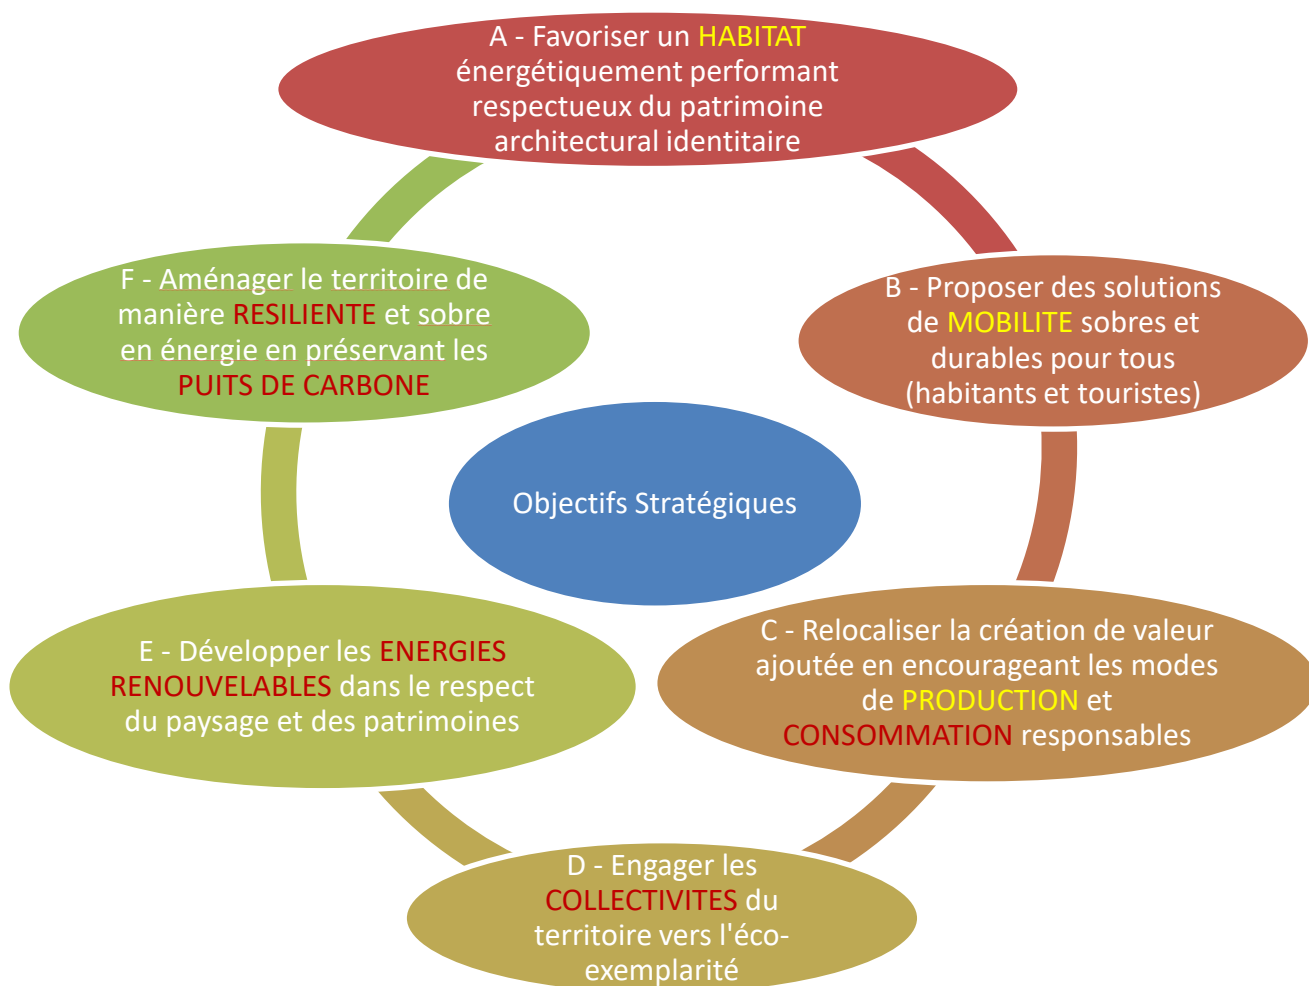 A - Favoriser un HABITAT
énergétiquement performant
respectueux du patrimoine
architectural identitaire
B - Proposer des solutions
de MOBILITE sobres et
durables pour tous
(habitants et touristes)
C - Relocaliser la création de valeur
ajoutée en encourageant les modes
de PRODUCTION et
CONSOMMATION responsables
D - Engager les
COLLECTIVITES du
territoire vers l'éco-
exemplarité
E - Développer les ENERGIES
RENOUVELABLES dans le respect
du paysage et des patrimoines
F - Aménager le territoire de
manière RESILIENTE et sobre
en énergie en préservant les
PUITS DE CARBONE
Objectifs Stratégiques